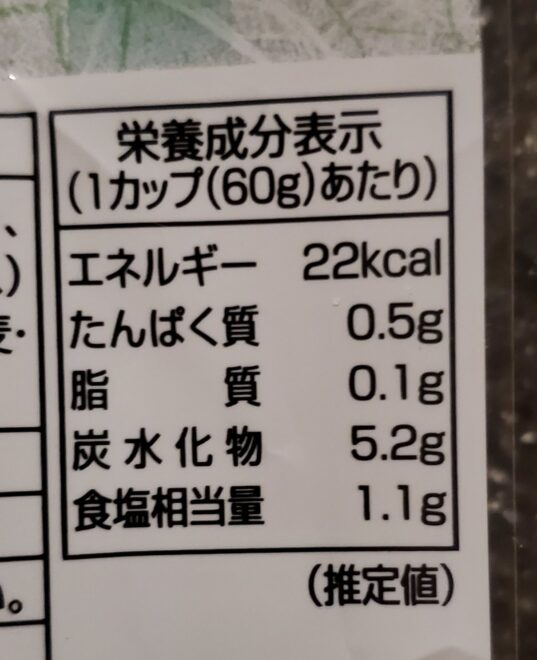 栄養成分表示
(1カップ(60g)あたり)
エネルギー 22kcal
たんぱく質 0.5g
脂質 0.1g
炭水化物 5.2g
食塩相当量 1.1g
(推定値)